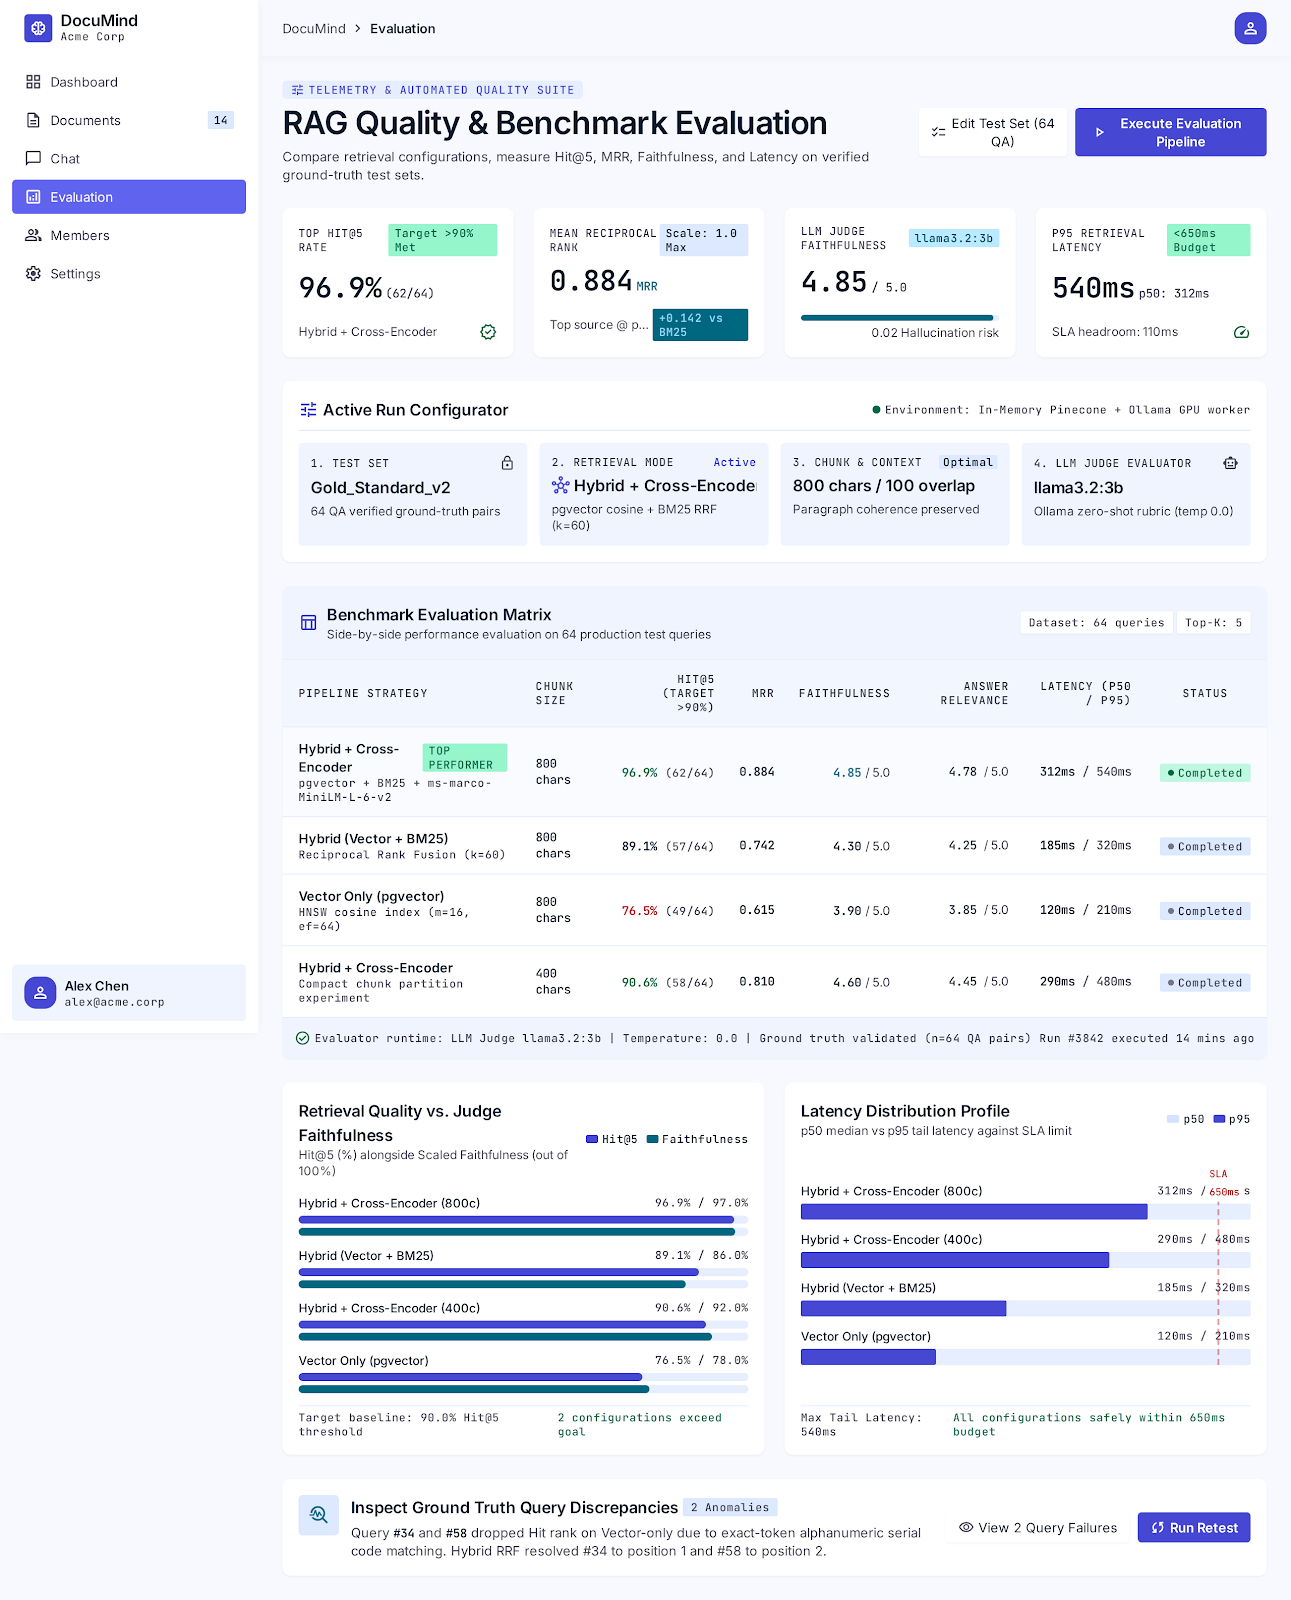 DocuMind
Acme Corp
Dashboard
Documents 14
Chat
Evaluation
Members
Settings
Alex Chen
alex@acme.corp
DocuMind > Evaluation
TELEMETRY & AUTOMATED QUALITY SUITE
RAG Quality & Benchmark Evaluation
Compare retrieval configurations, measure Hit@5, MRR, Faithfulness, and Latency on verified
ground-truth test sets.
Edit Test Set (64
QA)
Execute Evaluation
Pipeline
TOP HIT@5
RATE
Target >90%
Met
96.9% (62/64)
Hybrid + Cross-Encoder
MEAN RECIPROCAL
RANK
Scale: 1.0
Max
0.884 MRR
Top source @ p...
+0.142 vs
BM25
LLM JUDGE
FAITHFULNESS
llama3.2:3b
4.85 / 5.0
0.02 Hallucination risk
P95 RETRIEVAL
LATENCY
<650ms
Budget
540ms p50: 312ms
SLA headroom: 110ms
Active Run Configurator
Environment: In-Memory Pinecone + Ollama GPU worker
1. TEST SET
Gold_Standard_v2
64 QA verified ground-truth pairs
2. RETRIEVAL MODE Active
Hybrid + Cross-Encoder
pgvector cosine + BM25 RRF
(k=60)
3. CHUNK & CONTEXT Optimal
800 chars / 100 overlap
Paragraph coherence preserved
4. LLM JUDGE EVALUATOR
llama3.2:3b
Ollama zero-shot rubric (temp 0.0)
Benchmark Evaluation Matrix
Side-by-side performance evaluation on 64 production test queries
Dataset: 64 queries Top-K: 5
PIPELINE STRATEGY
CHUNK
SIZE
HIT@5
(TARGET
>90%)
MRR
FAITHFULNESS
ANSWER
RELEVANCE
LATENCY (P50
/ P95)
STATUS
Hybrid + Cross-
Encoder
TOP
PERFORMER
pgvector + BM25 + ms-marco-
MiniLM-L-6-v2
800
chars
96.9% (62/64) 0.884 4.85 / 5.0 4.78 / 5.0 312ms / 540ms Completed
Hybrid (Vector + BM25)
Reciprocal Rank Fusion (k=60)
800
chars
89.1% (57/64) 0.742 4.30 / 5.0 4.25 / 5.0 185ms / 320ms Completed
Vector Only (pgvector)
HNSW cosine index (m=16,
ef=64)
800
chars
76.5% (49/64) 0.615 3.90 / 5.0 3.85 / 5.0 120ms / 210ms Completed
Hybrid + Cross-Encoder
Compact chunk partition
experiment
400
chars
90.6% (58/64) 0.810 4.60 / 5.0 4.45 / 5.0 290ms / 480ms Completed
Evaluator runtime: LLM Judge llama3.2:3b | Temperature: 0.0 | Ground truth validated (n=64 QA pairs) Run #3842 executed 14 mins ago
Retrieval Quality vs. Judge
Faithfulness
Hit@5 (%) alongside Scaled Faithfulness (out of
100%)
Hit@5 Faithfulness
Hybrid + Cross-Encoder (800c) 96.9% / 97.0%
Hybrid (Vector + BM25) 89.1% / 86.0%
Hybrid + Cross-Encoder (400c) 90.6% / 92.0%
Vector Only (pgvector) 76.5% / 78.0%
Target baseline: 90.0% Hit@5
threshold
2 configurations exceed
goal
Latency Distribution Profile
p50 median vs p95 tail latency against SLA limit
p50 p95
SLA
650ms
Hybrid + Cross-Encoder (800c) 312ms / s
Hybrid + Cross-Encoder (400c) 290ms / 480ms
Hybrid (Vector + BM25) 185ms / 320ms
Vector Only (pgvector) 120ms / 210ms
Max Tail Latency:
540ms
All configurations safely within 650ms
budget
Inspect Ground Truth Query Discrepancies 2 Anomalies
Query #34 and #58 dropped Hit rank on Vector-only due to exact-token alphanumeric serial
code matching. Hybrid RRF resolved #34 to position 1 and #58 to position 2.
View 2 Query Failures
Run Retest